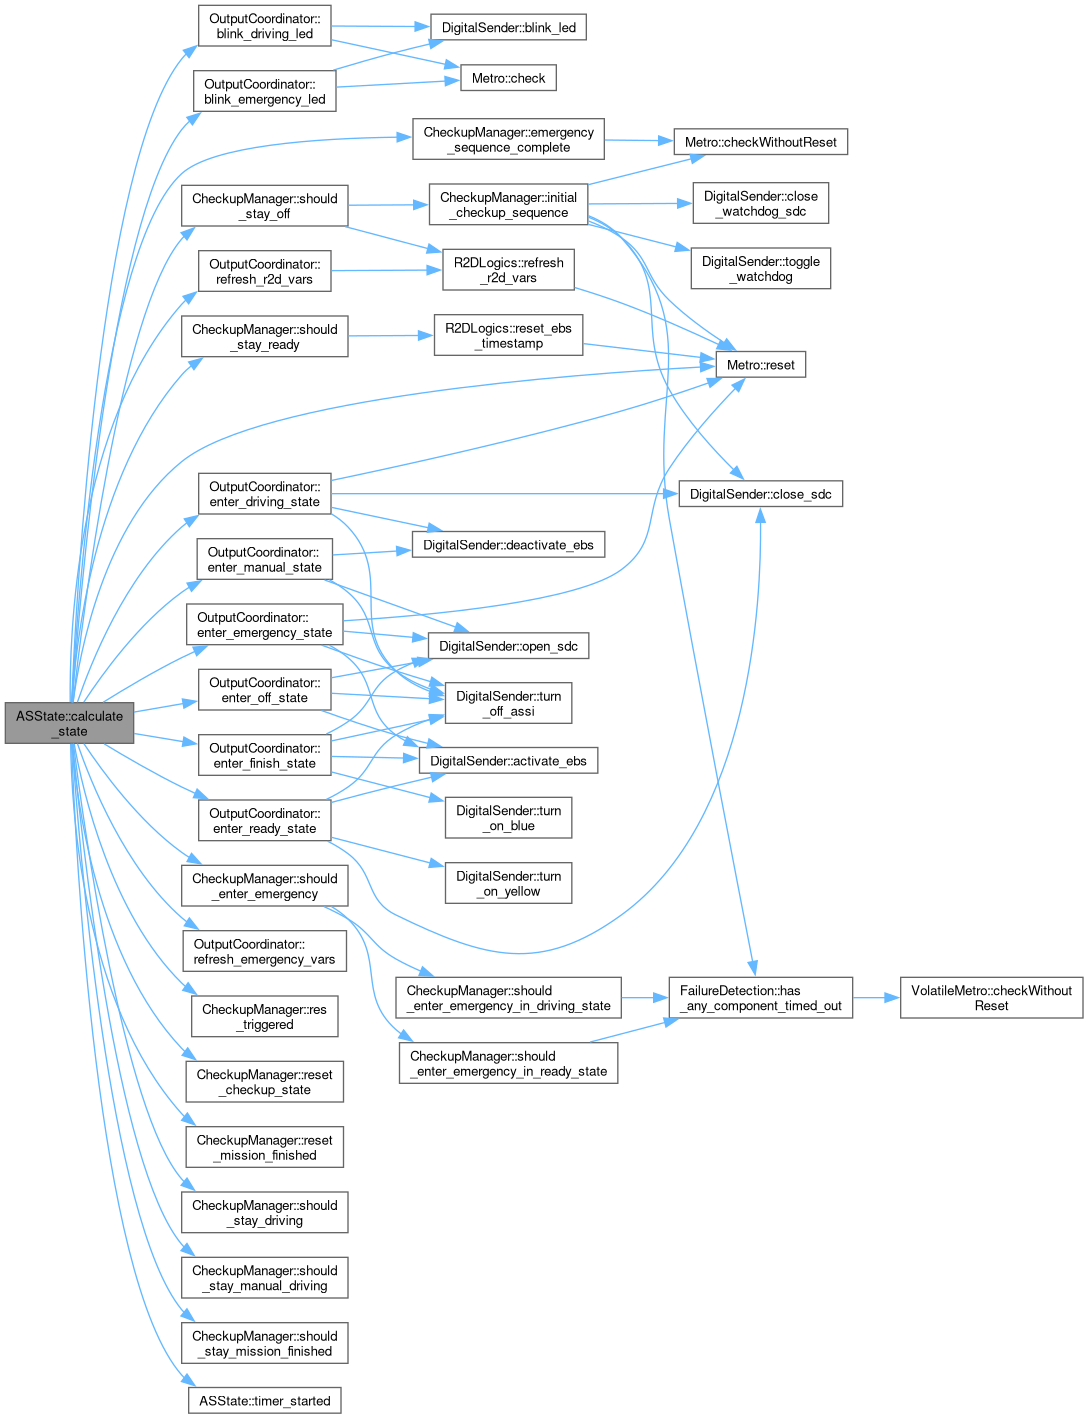 OutputCoordinator::
blink_driving_led
DigitalSender::blink_led
OutputCoordinator::
blink_emergency_led
Metro::check
CheckupManager::emergency
_sequence_complete
Metro::checkWithoutReset
CheckupManager::should
_stay_off
CheckupManager::initial
_checkup_sequence
DigitalSender::close
_watchdog_sdc
OutputCoordinator::
refresh_r2d_vars
R2DLogics::refresh
_r2d_vars
DigitalSender::toggle
_watchdog
CheckupManager::should
_stay_ready
R2DLogics::reset_ebs
_timestamp
Metro::reset
OutputCoordinator::
enter_driving_state
DigitalSender::close_sdc
OutputCoordinator::
enter_manual_state
DigitalSender::deactivate_ebs
OutputCoordinator::
enter_emergency_state
DigitalSender::open_sdc
OutputCoordinator::
enter_off_state
DigitalSender::turn
_off_assi
ASState::calculate
_state
OutputCoordinator::
enter_finish_state
DigitalSender::activate_ebs
OutputCoordinator::
enter_ready_state
DigitalSender::turn
_on_blue
CheckupManager::should
_enter_emergency
DigitalSender::turn
_on_yellow
OutputCoordinator::
refresh_emergency_vars
CheckupManager::should
_enter_emergency_in_driving_state
FailureDetection::has
_any_component_timed_out
VolatileMetro::checkWithout
Reset
CheckupManager::res
_triggered
CheckupManager::should
_enter_emergency_in_ready_state
CheckupManager::reset
_checkup_state
CheckupManager::reset
_mission_finished
CheckupManager::should
_stay_driving
CheckupManager::should
_stay_manual_driving
CheckupManager::should
_stay_mission_finished
ASState::timer_started